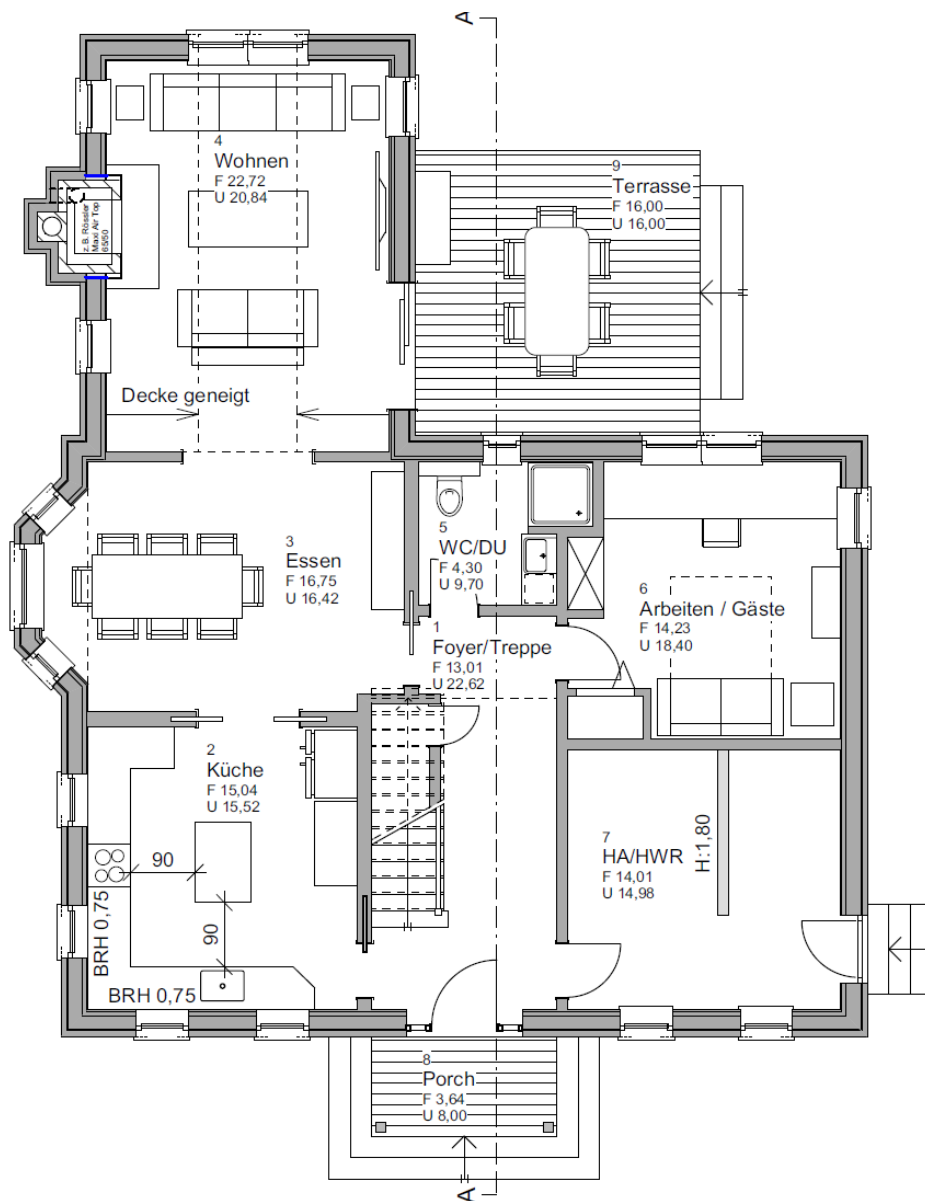 A
4
Wohnen
F 22,72
U 20,84
z.B. Rössler
Maxi Air Top
65/50
9
Terrasse
F 16,00
U 16,00
Decke geneigt
3
Essen
F 16,75
U 16,42
5
WC/DU
F 4,30
U 9,70
6
Arbeiten / Gäste
F 14,23
U 18,40
1
Foyer/Treppe
F 13,01
U 22,62
2
Küche
F 15,04
U 15,52
90
90
BRH 0,75
BRH 0,75
7
HA/HWR
F 14,01
U 14,98
H:1,80
8
Porch
F 3,64
U 8,00
A